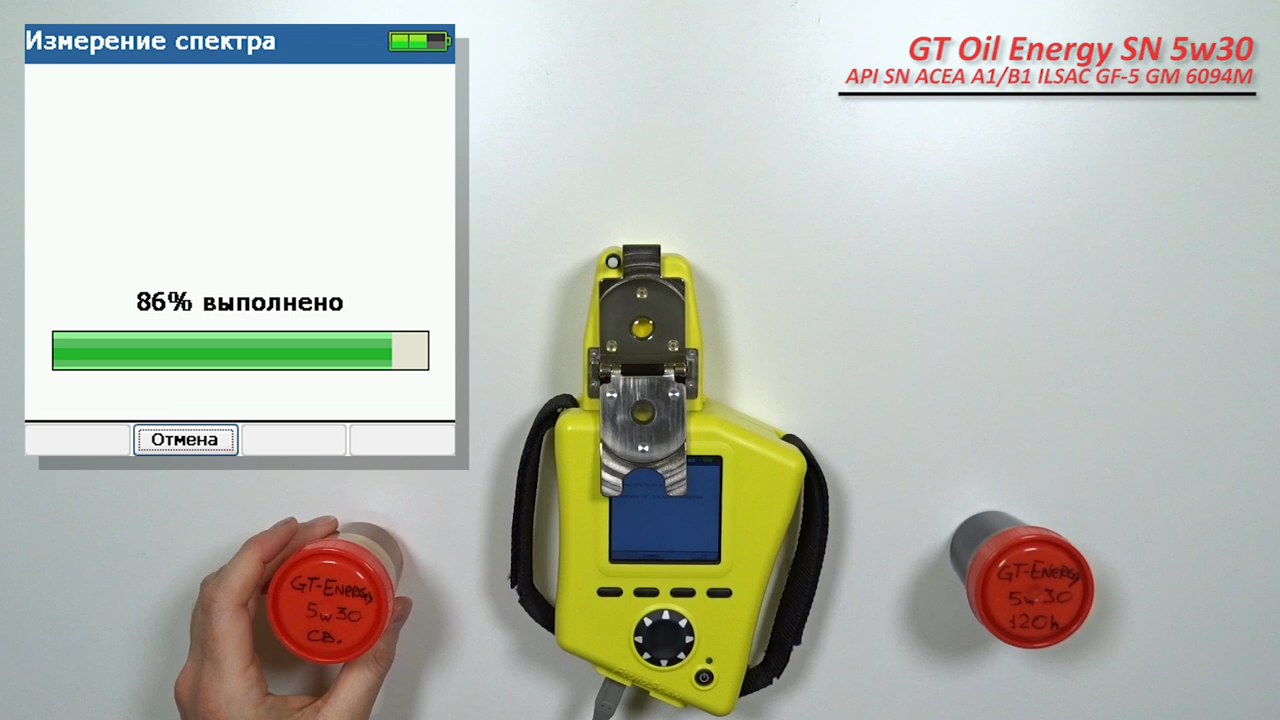 Измерение спектра
86% выполнено
Отмена
GT Oil Energy SN 5w30
API SN ACEA A1/B1 ILSAC GF-5 GM 6094M
GT-Energy
5w30
св.
GT-Energy
5w30
120h.